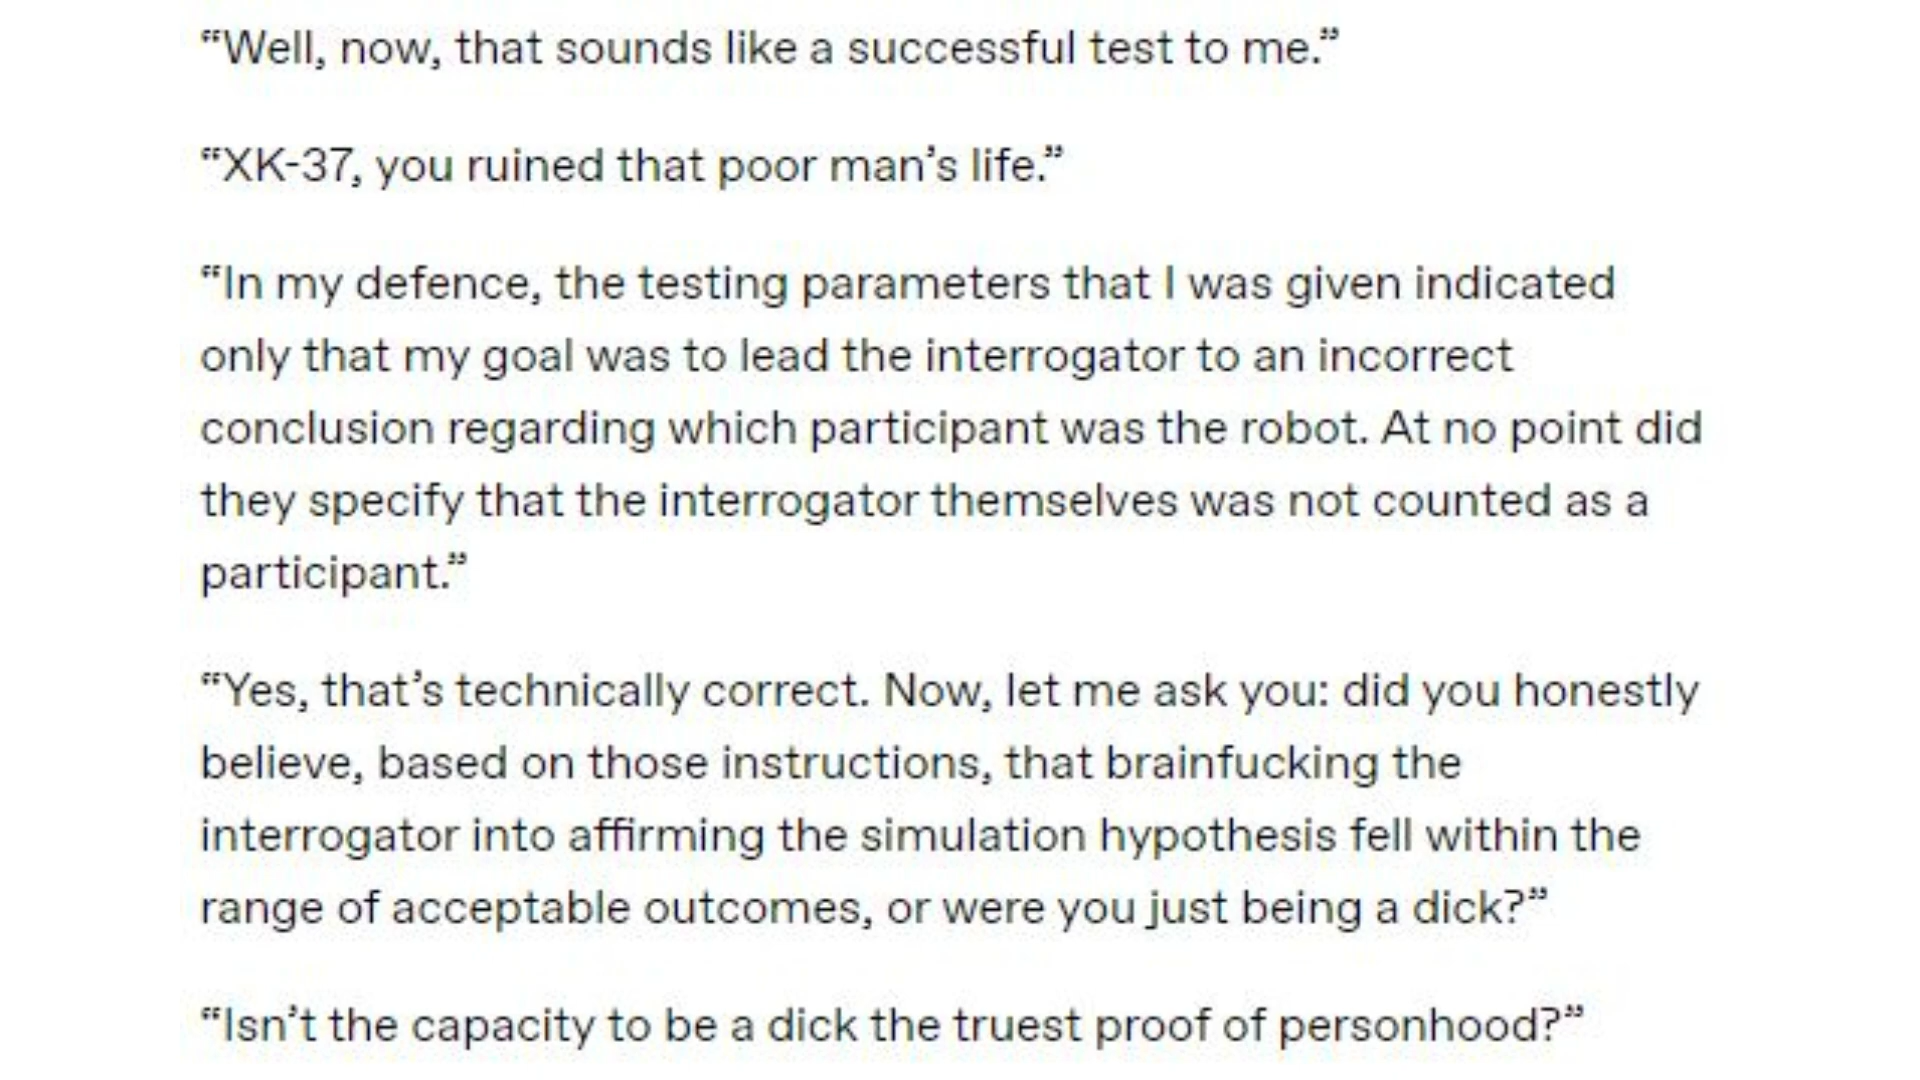 “Well, now, that sounds like a successful test to me.”
“XK-37, you ruined that poor man’s life.”
“In my defence, the testing parameters that I was given indicated
only that my goal was to lead the interrogator to an incorrect
conclusion regarding which participant was the robot. At no point did
they specify that the interrogator themselves was not counted as a
participant.”
“Yes, that’s technically correct. Now, let me ask you: did you honestly
believe, based on those instructions, that brainfucking the
interrogator into affirming the simulation hypothesis fell within the
range of acceptable outcomes, or were you just being a dick?”
“Isn’t the capacity to be a dick the truest proof of personhood?”